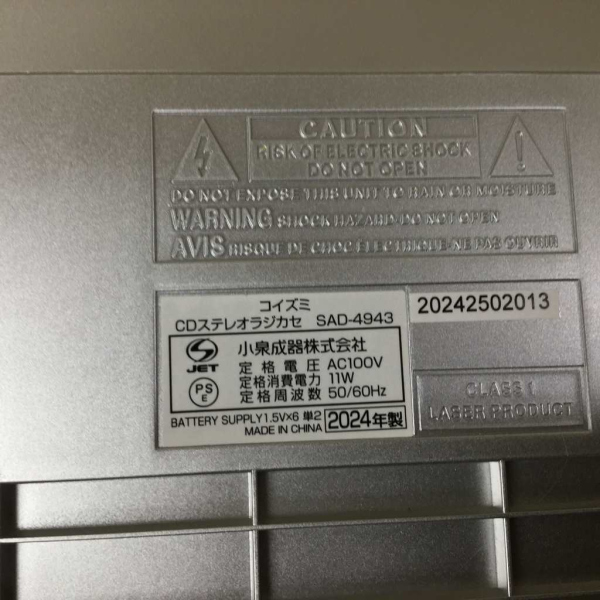 CAUTION
RISK OF ELECTRIC SHOCK
DO NOT OPEN
DO NOT EXPOSE THIS UNIT TO RAIN OR MOISTURE
WARNING SHOCK HAZARD-DO NOT OPEN
AVIS RISQUE DE CHOC ÉLECTRIQUE-NE PAS OUVRIR
コイズミ
CDステレオラジカセ SAD-4943
小泉成器株式会社
JET
定格電圧 AC100V
定格消費電力 11W
定格周波数 50/60Hz
PS
E
BATTERY SUPPLY1.5V×6 単2
MADE IN CHINA
2024年製
20242502013
CLASS 1
LASER PRODUCT